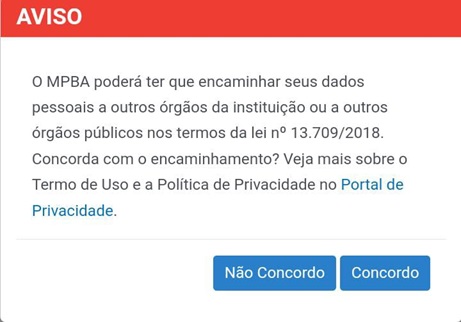 AVISO
O MPBA poderá ter que encaminhar seus dados
pessoais a outros órgãos da instituição ou a outros
órgãos públicos nos termos da lei nº 13.709/2018.
Concorda com o encaminhamento? Veja mais sobre o
Termo de Uso e a Política de Privacidade no Portal de
Privacidade.
Não Concordo Concordo